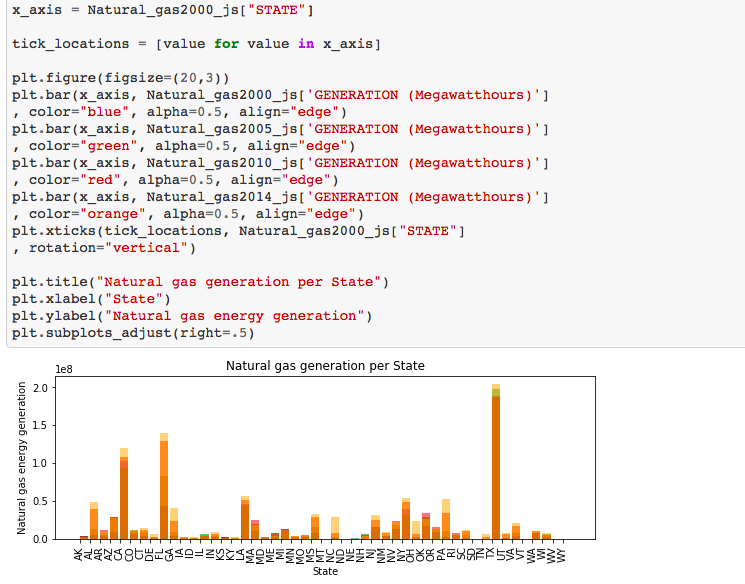 x_axis = Natural_gas2000_js["STATE"]
tick_locations = [value for value in x_axis]
plt.figure(figsize=(20,3))
plt.bar(x_axis, Natural_gas2000_js['GENERATION (Megawatthours)']
, color="blue", alpha=0.5, align="edge")
plt.bar(x_axis, Natural_gas2005_js['GENERATION (Megawatthours)']
, color="green", alpha=0.5, align="edge")
plt.bar(x_axis, Natural_gas2010_js['GENERATION (Megawatthours)']
, color="red", alpha=0.5, align="edge")
plt.bar(x_axis, Natural_gas2014_js['GENERATION (Megawatthours)']
, color="orange", alpha=0.5, align="edge")
plt.xticks(tick_locations, Natural_gas2000_js["STATE"]
, rotation="vertical")
plt.title("Natural gas generation per State")
plt.xlabel("State")
plt.ylabel("Natural gas energy generation")
plt.subplots_adjust(right=.5)
Natural gas generation per State
1e8
2.0
1.5
1.0
0.5
0.0
Natural gas energy generation
AK AL AR AZ CA CO CT DE FL GA IA ID IL IN KS KY LA MA MD ME MI MN MO MS MT NC ND NE NH NJ NM NV NY OH OK OR PA RI SC SD TN TX UT VA VT WA WI WV WY
State